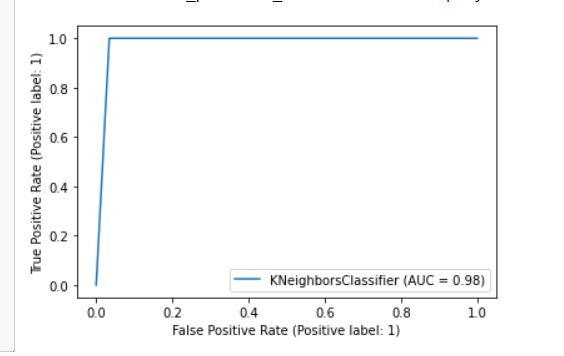 1.0
0.8
0.6
0.4
0.2
0.0
True Positive Rate (Positive label: 1)
KNeighborsClassifier (AUC = 0.98)
0.0 0.2 0.4 0.6 0.8 1.0
False Positive Rate (Positive label: 1)